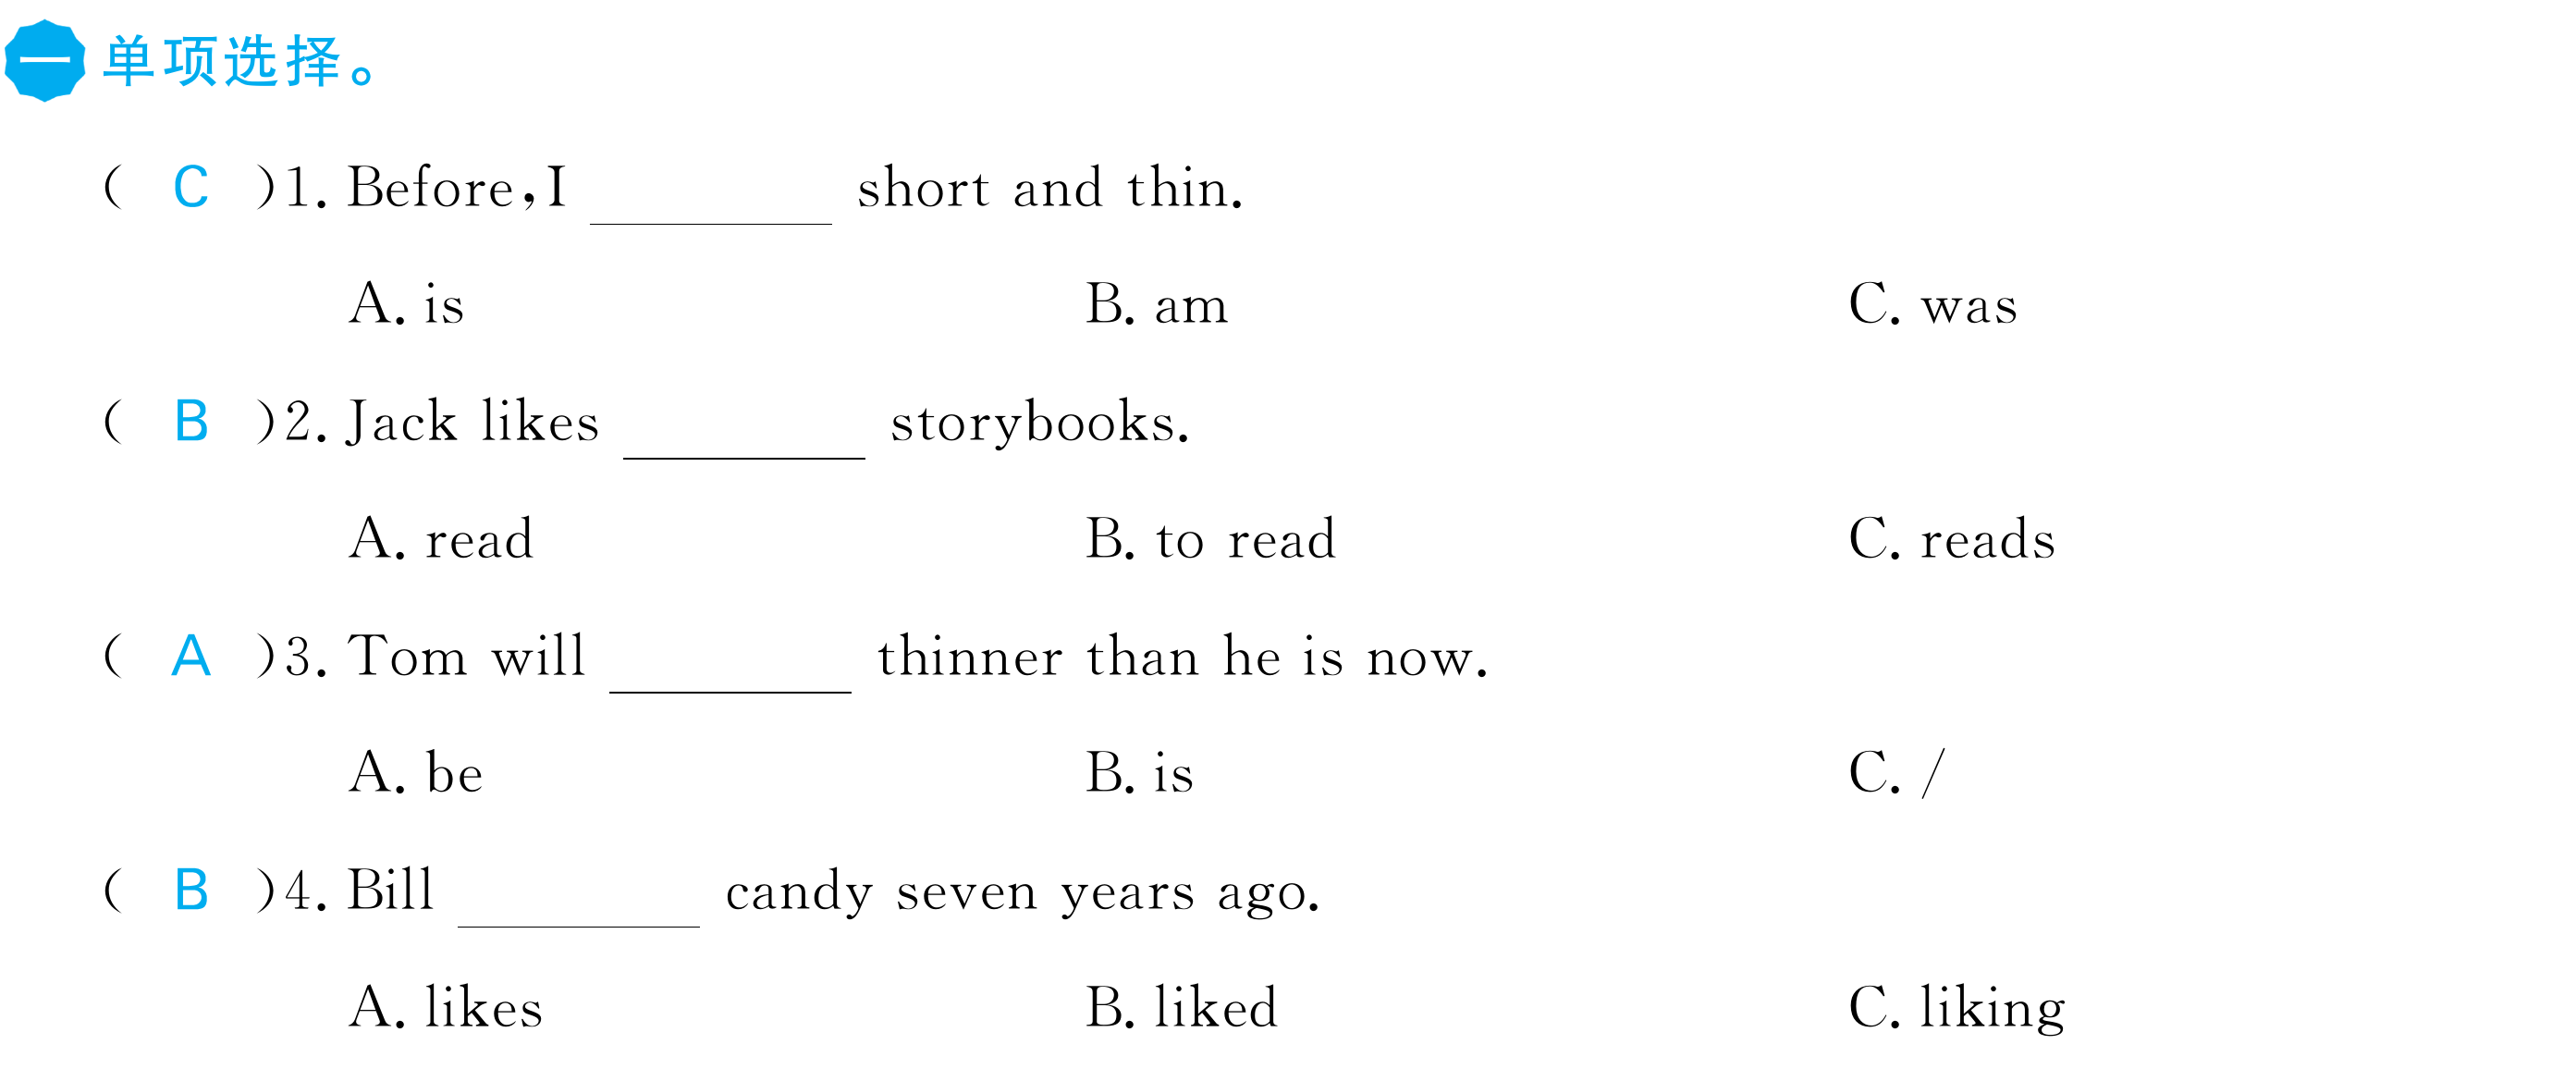 一 单项选择。
( C )1. Before, I ________ short and thin.
A. is B. am C. was
( B )2. Jack likes ________ storybooks.
A. read B. to read C. reads
( A )3. Tom will ________ thinner than he is now.
A. be B. is C. /
( B )4. Bill ________ candy seven years ago.
A. likes B. liked C. liking